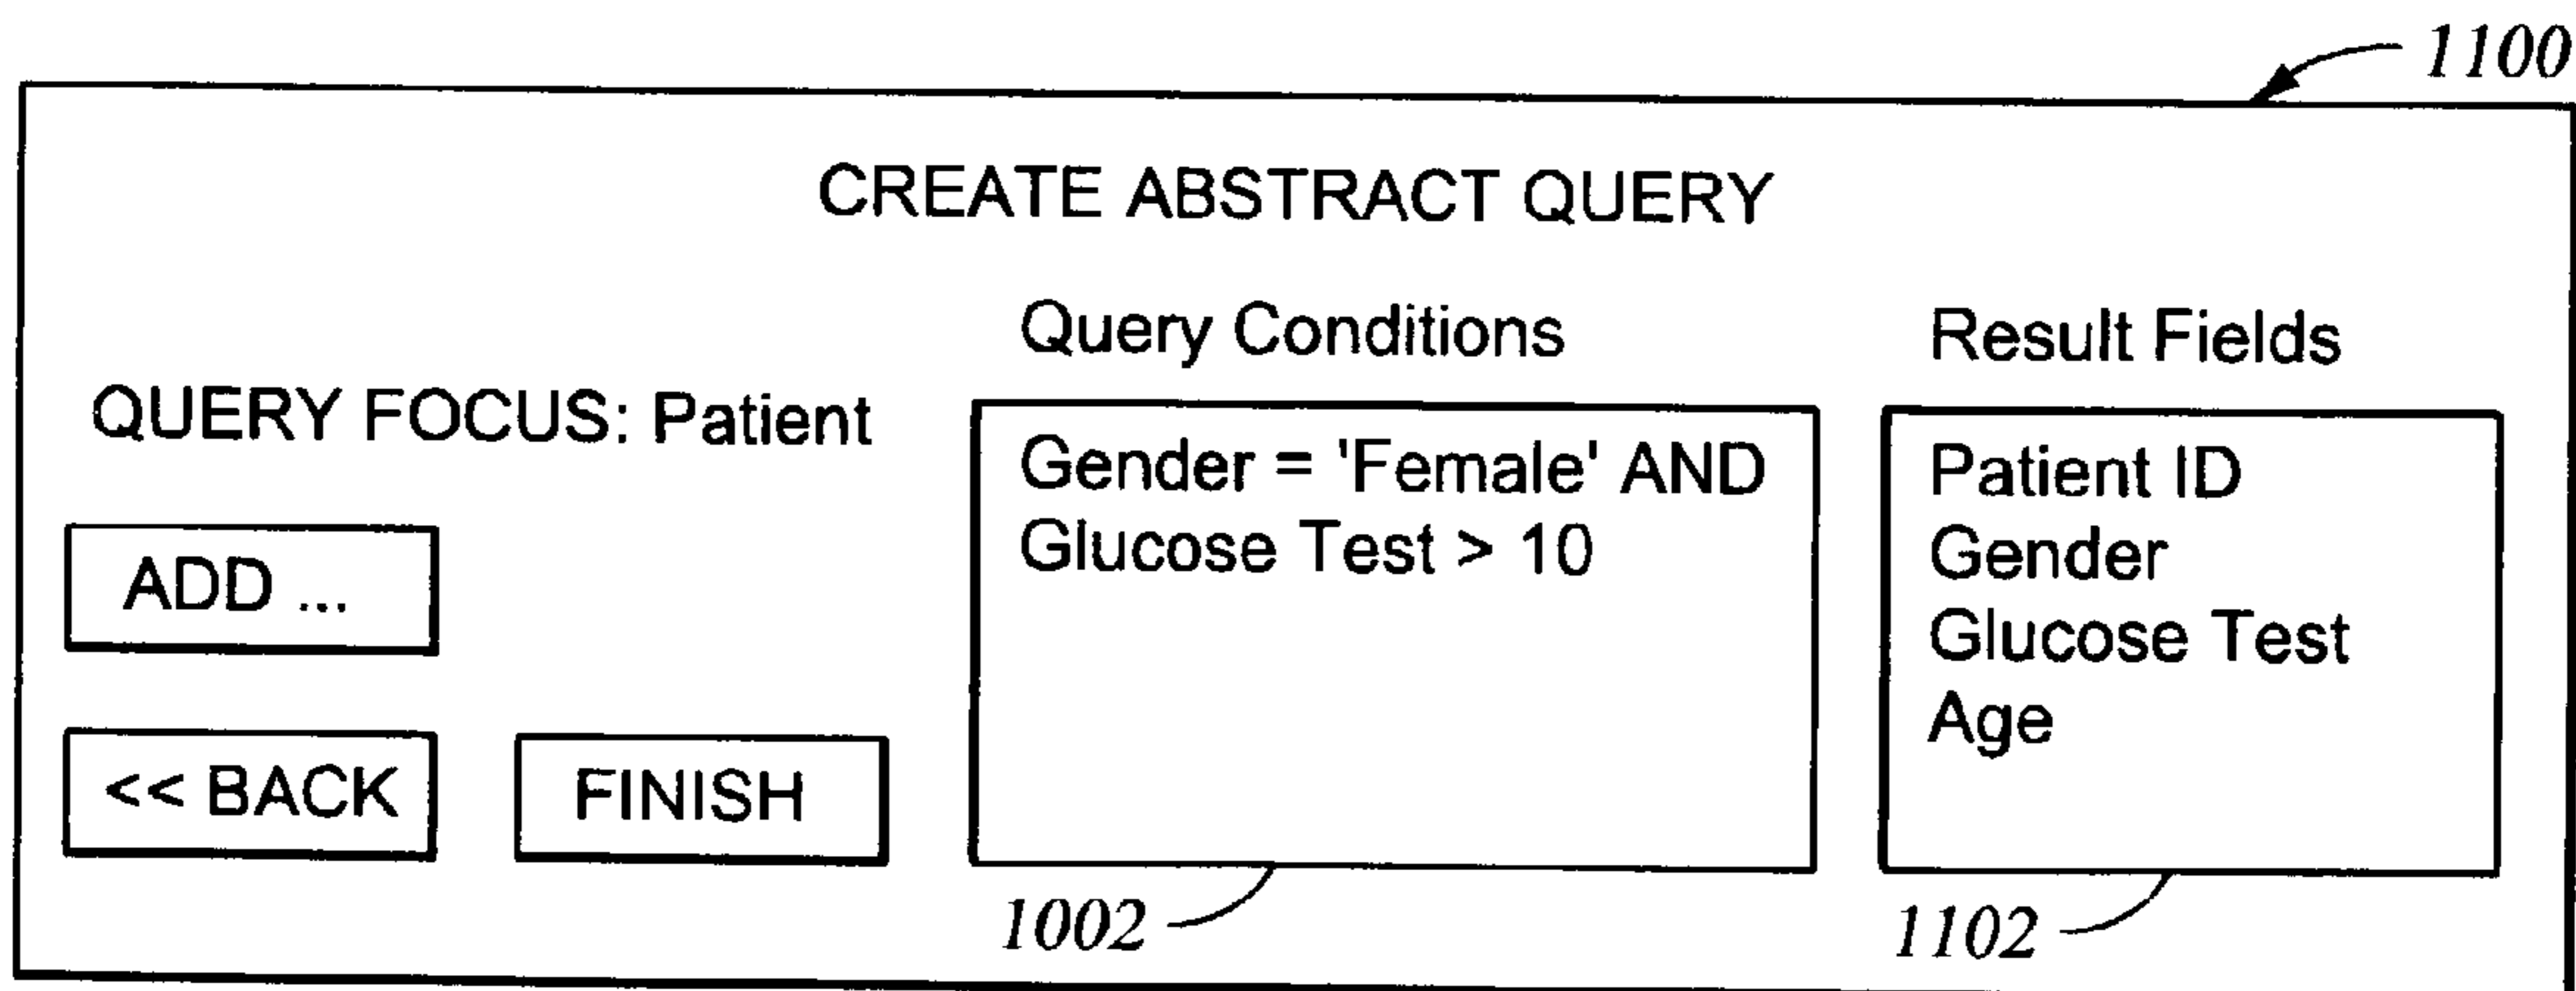 1100
CREATE ABSTRACT QUERY
QUERY FOCUS: Patient
ADD ...
<< BACK
FINISH
Query Conditions
Gender = 'Female' AND
Glucose Test > 10
1002
Result Fields
Patient ID
Gender
Glucose Test
Age
1102